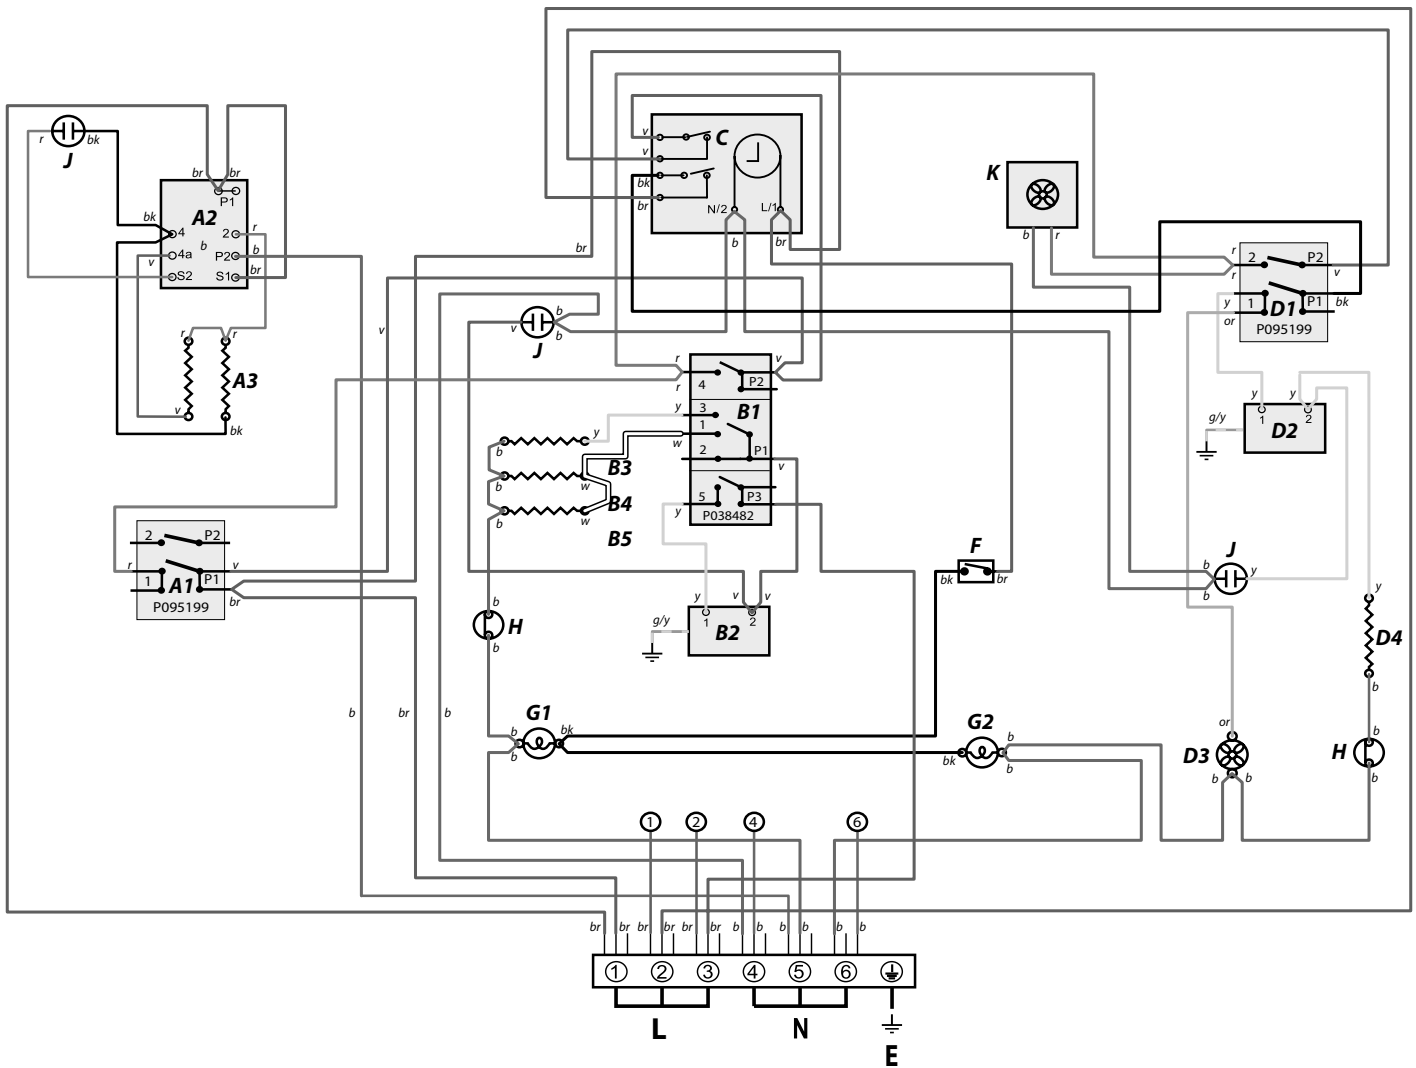 v
v
C
bk
br
N/2
L/1
b
br
r
bk
J
br
br
P1
bk
A2
4
2
r
4a
b
P2
b
v
S2
S1
br
br
K
b
r
r
2
P2
r
v
y
1
D1
P1
bk
or
P095199
b
v
b
J
v
r
r
A3
v
bk
r
4
P2
v
r
y
3
B1
1
w
2
P1
v
y
B3
b
w
B4
b
w
b
B5
5
P3
y
P038482
y
y
g/y
1
2
D2
2
P2
r
v
1
A1
P1
br
P095199
F
bk
br
J
b
y
b
y
v
v
y
1
2
g/y
B2
b
H
b
D4
b
b
br
b
G1
b
bk
b
G2
b
bk
b
or
D3
b
b
b
H
b
1
2
4
6
br
br
br
br
br
br
b
b
b
b
b
b
1
2
3
4
5
6
L
N
E